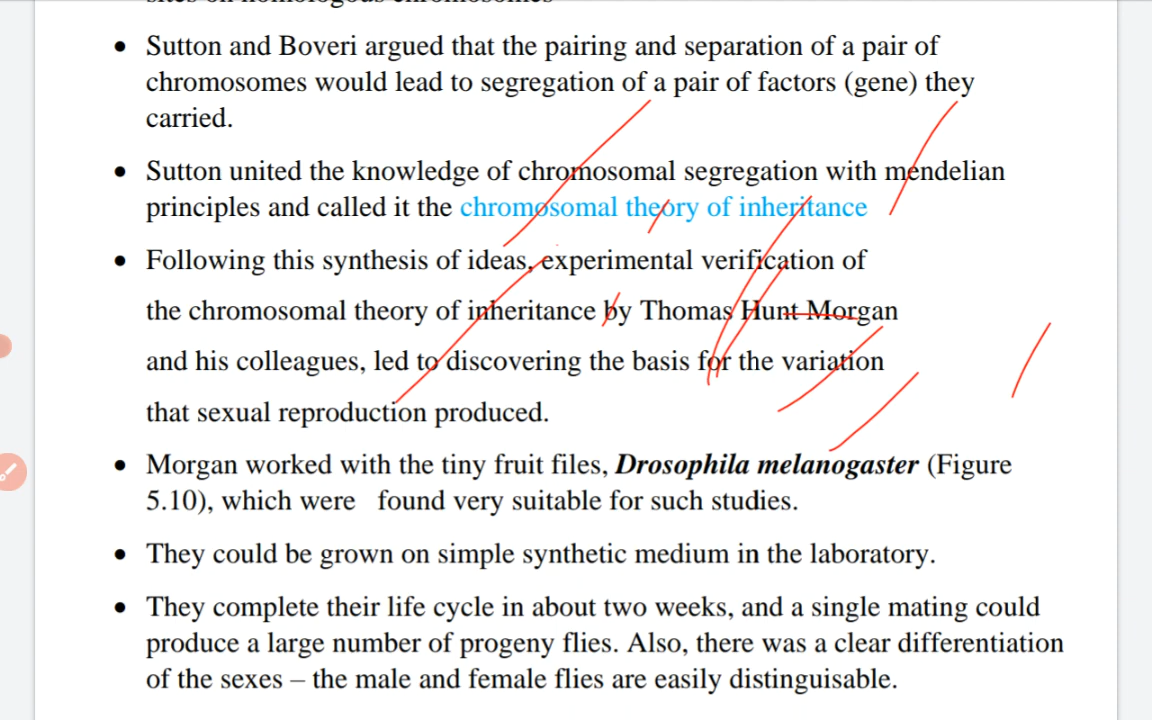 sites on homologous chromosomes
• Sutton and Boveri argued that the pairing and separation of a pair of
chromosomes would lead to segregation of a pair of factors (gene) they
carried.
• Sutton united the knowledge of chromosomal segregation with mendelian
principles and called it the chromosomal theory of inheritance
• Following this synthesis of ideas, experimental verification of
the chromosomal theory of inheritance by Thomas Hunt Morgan
and his colleagues, led to discovering the basis for the variation
that sexual reproduction produced.
• Morgan worked with the tiny fruit files, Drosophila melanogaster (Figure
5.10), which were   found very suitable for such studies.
• They could be grown on simple synthetic medium in the laboratory.
• They complete their life cycle in about two weeks, and a single mating could
produce a large number of progeny flies. Also, there was a clear differentiation
of the sexes – the male and female flies are easily distinguisable.